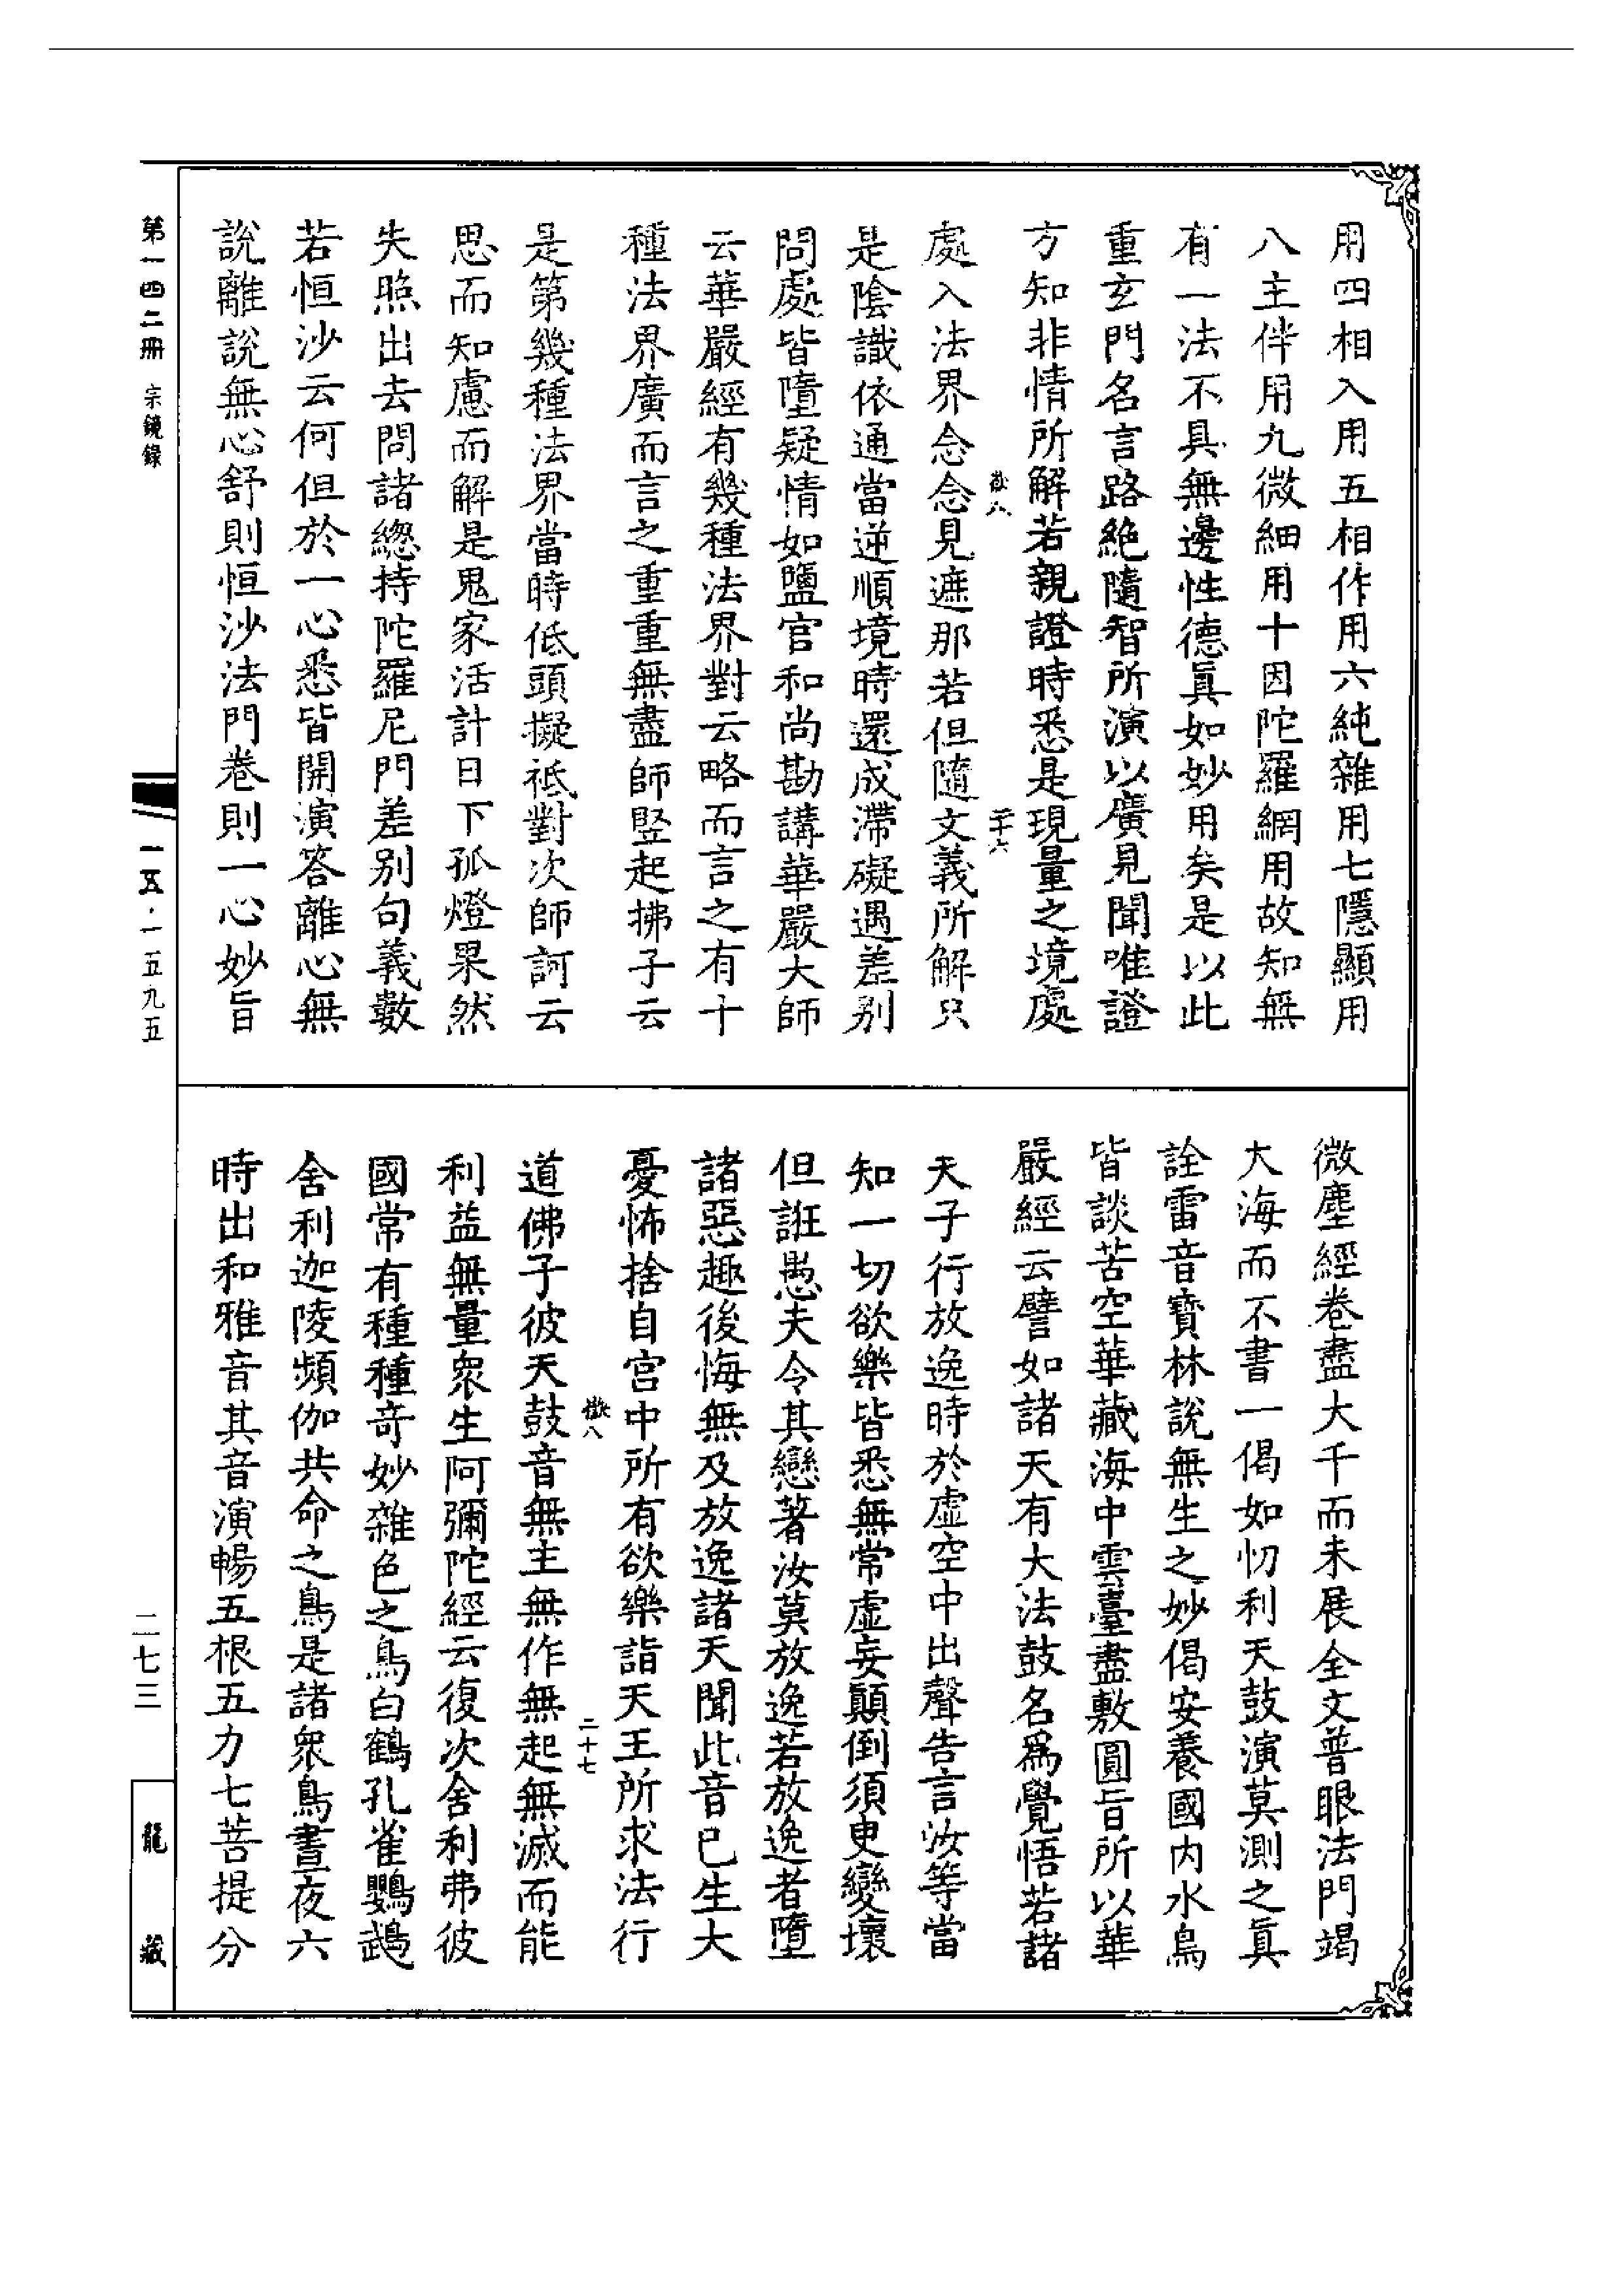 用四相入用五相作用六純雜用七隱顯用
八主伴用九微細用十因陀羅網用故知無
有一法不具無邊性德眞如妙用矣是以此
重玄門名言路絶隨智所演以廣見聞唯證
方知非情所解若親證時悉是現量之境處
處入法界念念見遮那若但隨文義所解只
是陰識依通當逆順境時還成滯礙遇差別
問處皆墮疑情如鹽官和尚勘講華嚴大師
云華嚴經有幾種法界對云略而言之有十
種法界廣而言之重重無盡師竪起拂子云
是第幾種法界當時低頭擬祗對次師訶云
思而知慮而解是鬼家活計日下孤燈果然
失照出去問諸緫持陀羅尼門差別句義數
若恒沙云何但於一心悉皆開演答離心無
說離說無心舒則恒沙法門卷則一心妙旨
微塵經卷盡大千而未展全文普眼法門竭
大海而不書一偈如忉利天鼓演莫測之眞
詮雷音寶林說無生之妙偈安養國内水鳥
皆談苦空華藏海中雲臺盡敷圓旨所以華
嚴經云譬如諸天有大法鼓名爲覺悟若諸
天子行放逸時於虛空中出聲告言汝等當
知一切欲樂皆悉無常虛妄顚倒須臾變壞
但誑愚夫令其戀著汝莫放逸若放逸者墮
諸惡趣後悔無及放逸諸天聞此音已生大
憂怖捨自宮中所有欲樂詣天王所求法行
道佛子彼天鼓音無主無作無起無滅而能
利益無量衆生阿彌陀經云復次舍利弗彼
國常有種種奇妙雜色之鳥白鶴孔雀鸚鵡
舍利迦陵頻伽共命之鳥是諸衆鳥晝夜六
時出和雅音其音演暢五根五力七菩提分
第一四二冊 宗鏡錄
一五·一五九五
二七三
龍藏